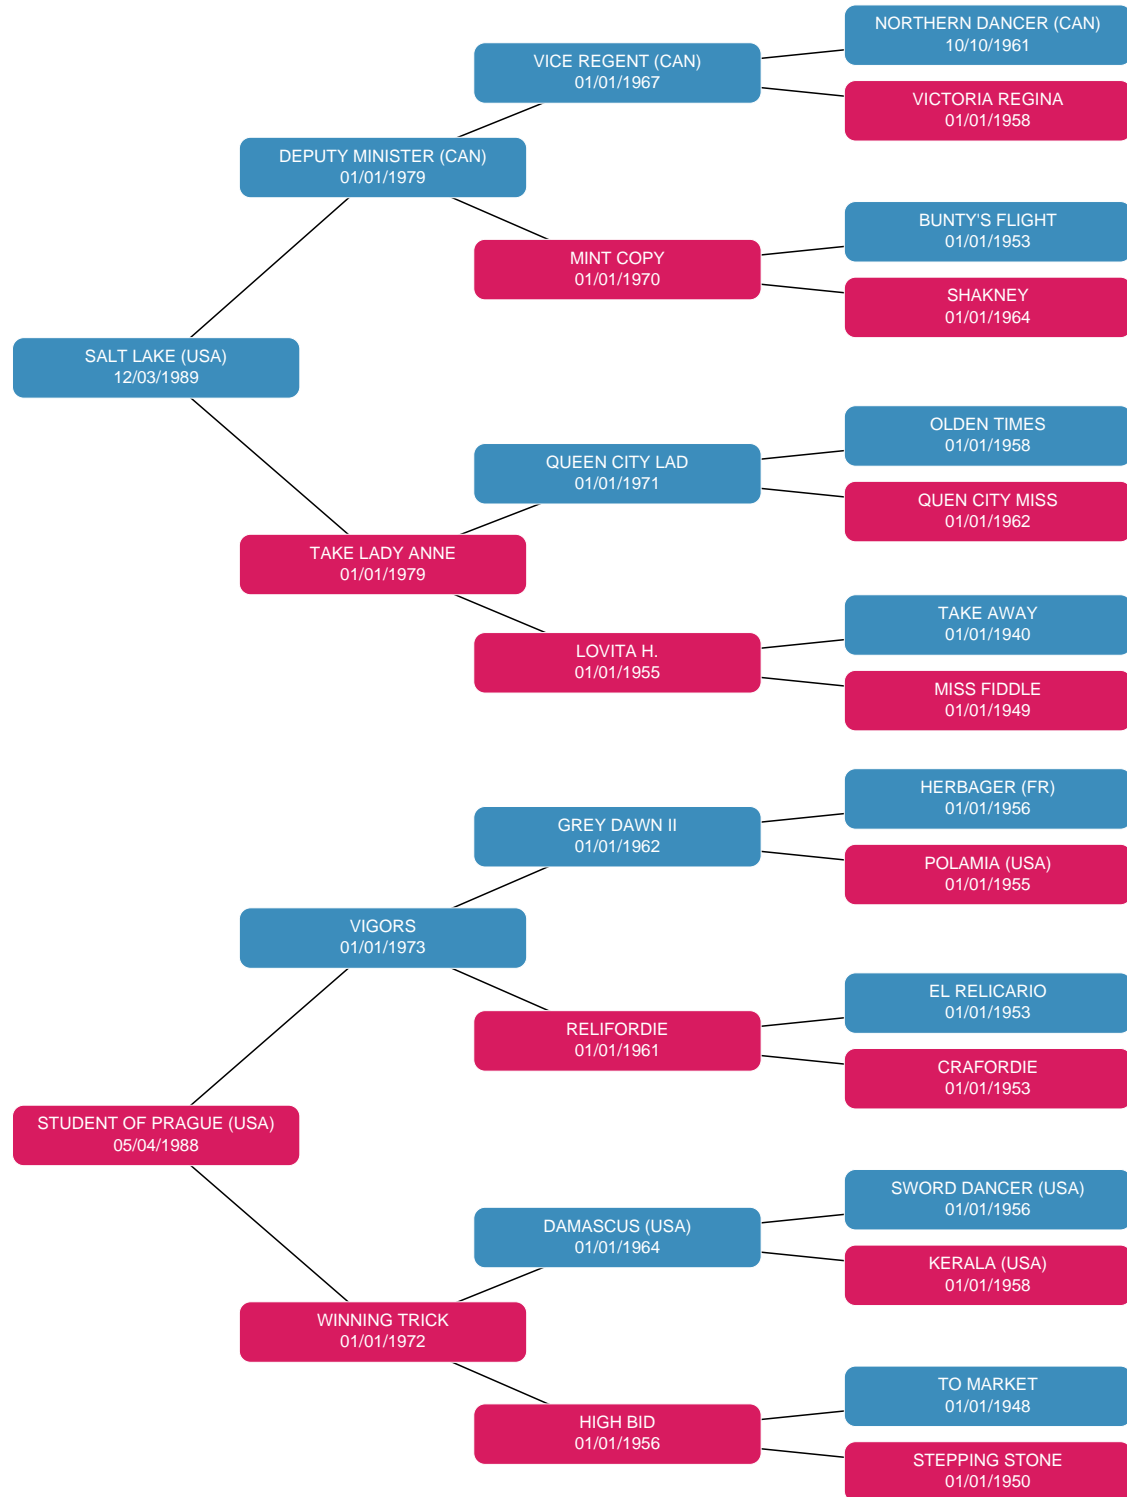 NORTHERN DANCER (CAN)
10/10/1961
VICE REGENT (CAN)
01/01/1967
VICTORIA REGINA
01/01/1958
DEPUTY MINISTER (CAN)
01/01/1979
BUNTY'S FLIGHT
01/01/1953
MINT COPY
01/01/1970
SHAKNEY
01/01/1964
SALT LAKE (USA)
12/03/1989
OLDEN TIMES
01/01/1958
QUEEN CITY LAD
01/01/1971
QUEN CITY MISS
01/01/1962
TAKE LADY ANNE
01/01/1979
TAKE AWAY
01/01/1940
LOVITA H.
01/01/1955
MISS FIDDLE
01/01/1949
HERBAGER (FR)
01/01/1956
GREY DAWN II
01/01/1962
POLAMIA (USA)
01/01/1955
VIGORS
01/01/1973
EL RELICARIO
01/01/1953
RELIFORDIE
01/01/1961
CRAFORDIE
01/01/1953
STUDENT OF PRAGUE (USA)
05/04/1988
SWORD DANCER (USA)
01/01/1956
DAMASCUS (USA)
01/01/1964
KERALA (USA)
01/01/1958
WINNING TRICK
01/01/1972
TO MARKET
01/01/1948
HIGH BID
01/01/1956
STEPPING STONE
01/01/1950